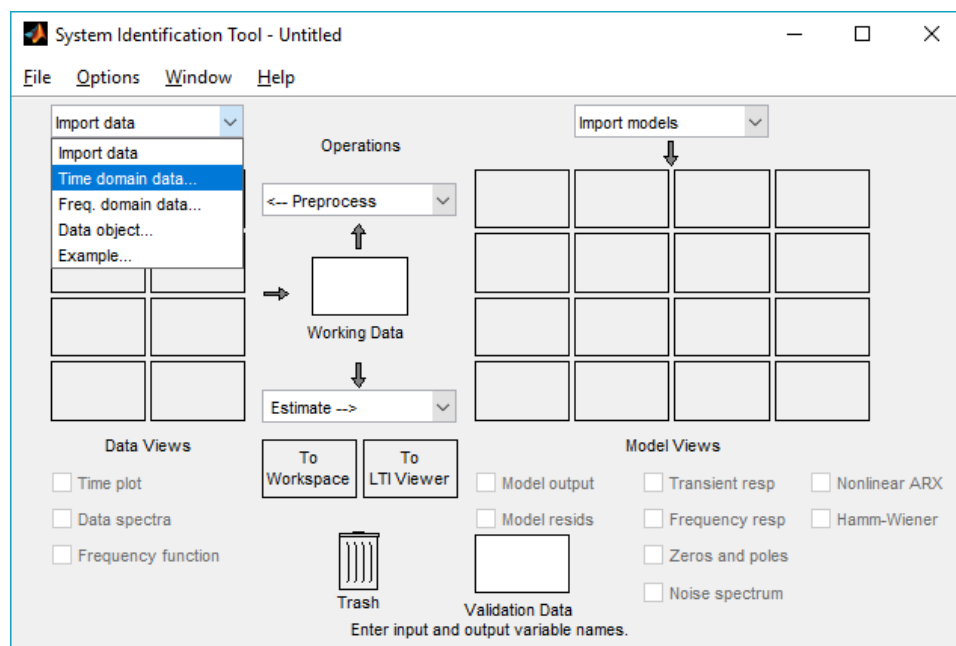 System Identification Tool - Untitled
File Options Window Help
Import data
Import data
Time domain data...
Freq. domain data...
Data object...
Example...
Operations
<-- Preprocess
Working Data
Estimate -->
To Workspace
To LTI Viewer
Import models
Data Views
Time plot
Data spectra
Frequency function
Trash
Model Views
Model output
Model resids
Transient resp
Frequency resp
Zeros and poles
Noise spectrum
Nonlinear ARX
Hamm-Wiener
Validation Data
Enter input and output variable names.